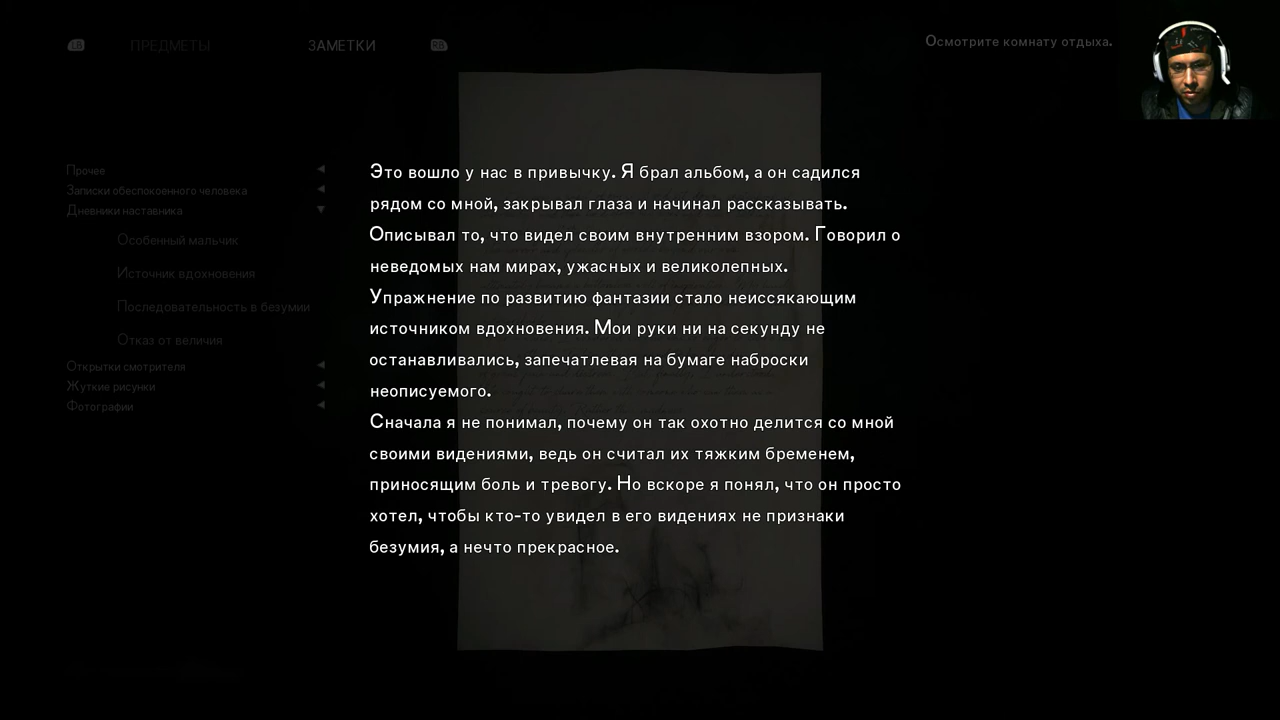 LB
ПРЕДМЕТЫ
ЗАМЕТКИ
RB
Осмотрите комнату отдыха.
Прочее
Записки обеспокоенного человека
Дневники наставника
Особенный мальчик
Источник вдохновения
Последовательность в безумии
Отказ от величия
Открытки смотрителя
Жуткие рисунки
Фотографии
Это вошло у нас в привычку. Я брал альбом, а он садился
рядом со мной, закрывал глаза и начинал рассказывать.
Описывал то, что видел своим внутренним взором. Говорил о
неведомых нам мирах, ужасных и великолепных.
Упражнение по развитию фантазии стало неиссякающим
источником вдохновения. Мои руки ни на секунду не
останавливались, запечатлевая на бумаге наброски
неописуемого.
Сначала я не понимал, почему он так охотно делится со мной
своими видениями, ведь он считал их тяжким бременем,
приносящим боль и тревогу. Но вскоре я понял, что он просто
хотел, чтобы кто-то увидел в его видениях не признаки
безумия, а нечто прекрасное.